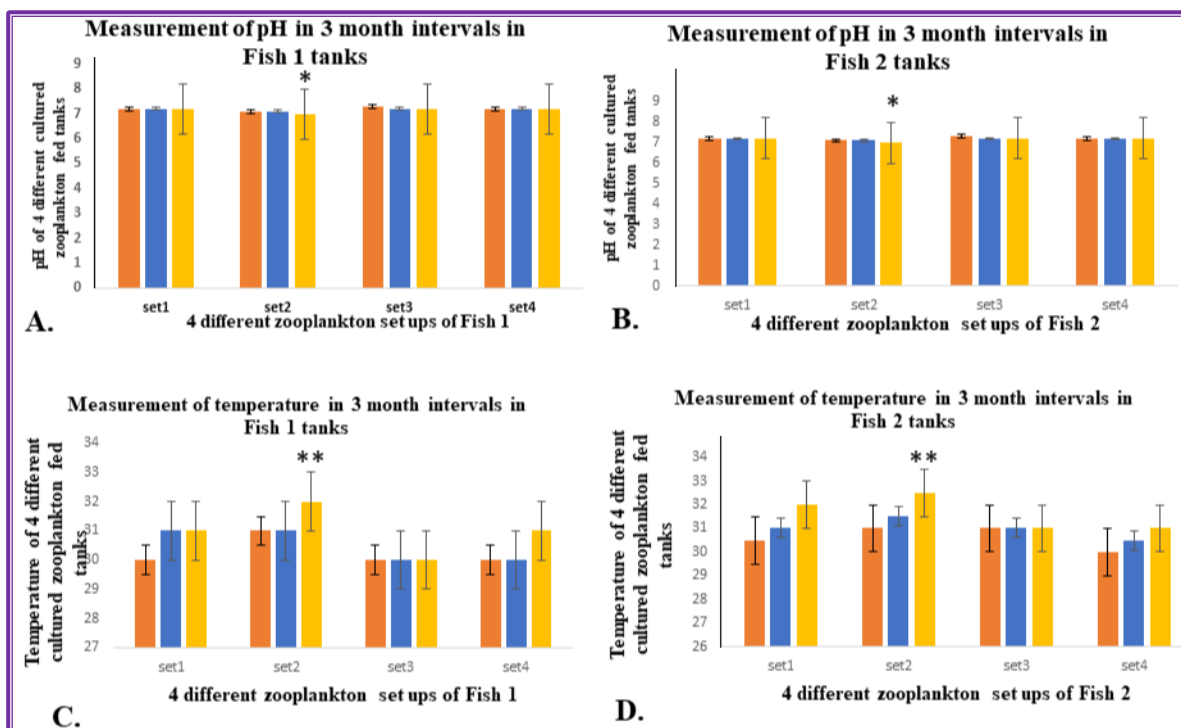 Measurement of pH in 3 month intervals in
Fish 1 tanks
pH of 4 different cultured
zooplankton fed tanks
9
8
7
6
5
4
3
2
1
0
*
set1
set2
set3
set4
A.
4 different zooplankton set ups of Fish 1
Measurement of pH in 3 month intervals in
Fish 2 tanks
pH of 4 different cultured
zooplankton fed tanks
9
8
7
6
5
4
3
2
1
0
*
set1
set2
set3
set4
B.
4 different zooplankton set ups of Fish 2
Measurement of temperature in 3 month intervals in
Fish 1 tanks
Temperature of 4 different
cultured zooplankton fed
tanks
34
33
32
31
30
29
28
27
**
set1
set2
set3
set4
4 different zooplankton set ups of Fish 1
C.
Measurement of temperature in 3 month intervals in
Fish 2 tanks
Temperature of 4 different
cultured zooplankton fed
tanks
34
33
32
31
30
29
28
27
26
**
set1
set2
set3
set4
4 different zooplankton set ups of Fish 2
D.